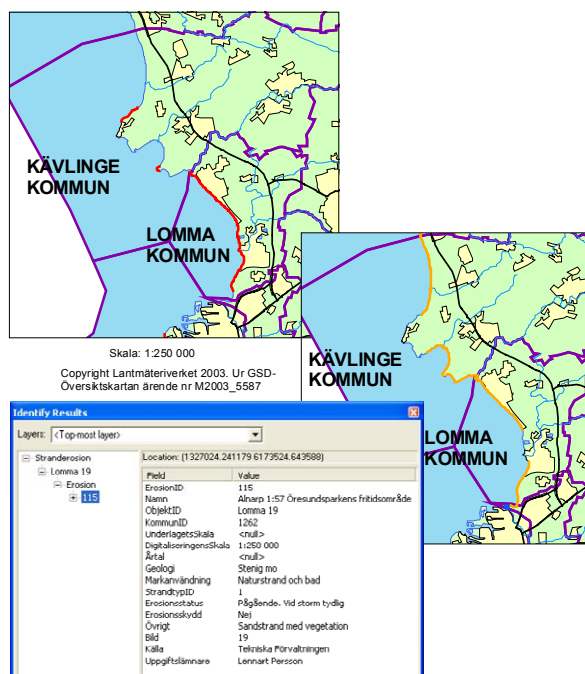 KÄVLINGE
KOMMUN
LOMMA
KOMMUN
Skala: 1:250 000
Copyright Lantmäteriverket 2003. Ur GSD-
Översiktskartan ärende nr M2003_5587
KÄVLINGE
KOMMUN
LOMMA
KOMMUN
Identify Results
Layers: <Top-most layer>
Stranderosion
Lomma 19
Erosion
115
Location: (1327024.241179 6173524.643588)
Field Value
ErosionID 115
Namn Alnarp 1:57 Öresundsparkens fritidsområde
ObjektID Lomma 19
KommunID 1262
UnderlagetsSkala <null>
DigitaliseringensSkala 1:250 000
Årtal <null>
Geologi Stenig mo
Markanvändning Naturstrand och bad
StrandtypID 1
Erosionsstatus Pågående. Vid storm tydlig
Erosionsskydd Nej
Övrigt Sandstrand med vegetation
Bild 19
Källa Tekniska Förvaltningen
Uppgiftslämnare Lennart Persson